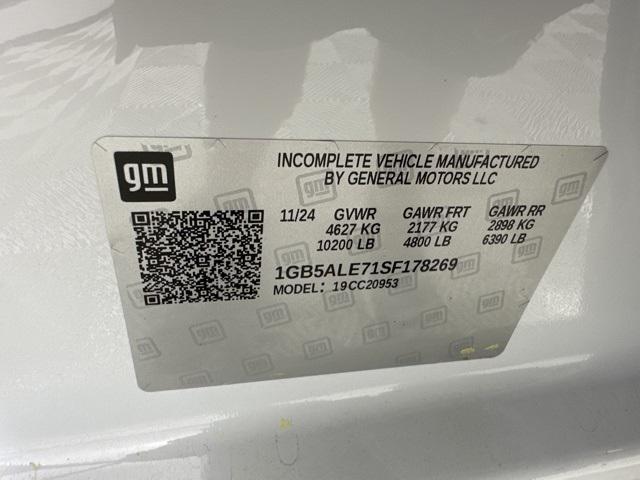 gm
INCOMPLETE VEHICLE MANUFACTURED
BY GENERAL MOTORS LLC
11/24 GVWR GAWR FRT GAWR RR
4627 KG 2177 KG 2898 KG
10200 LB 4800 LB 6390 LB
1GB5ALE71SF178269
MODEL: 19CC20953